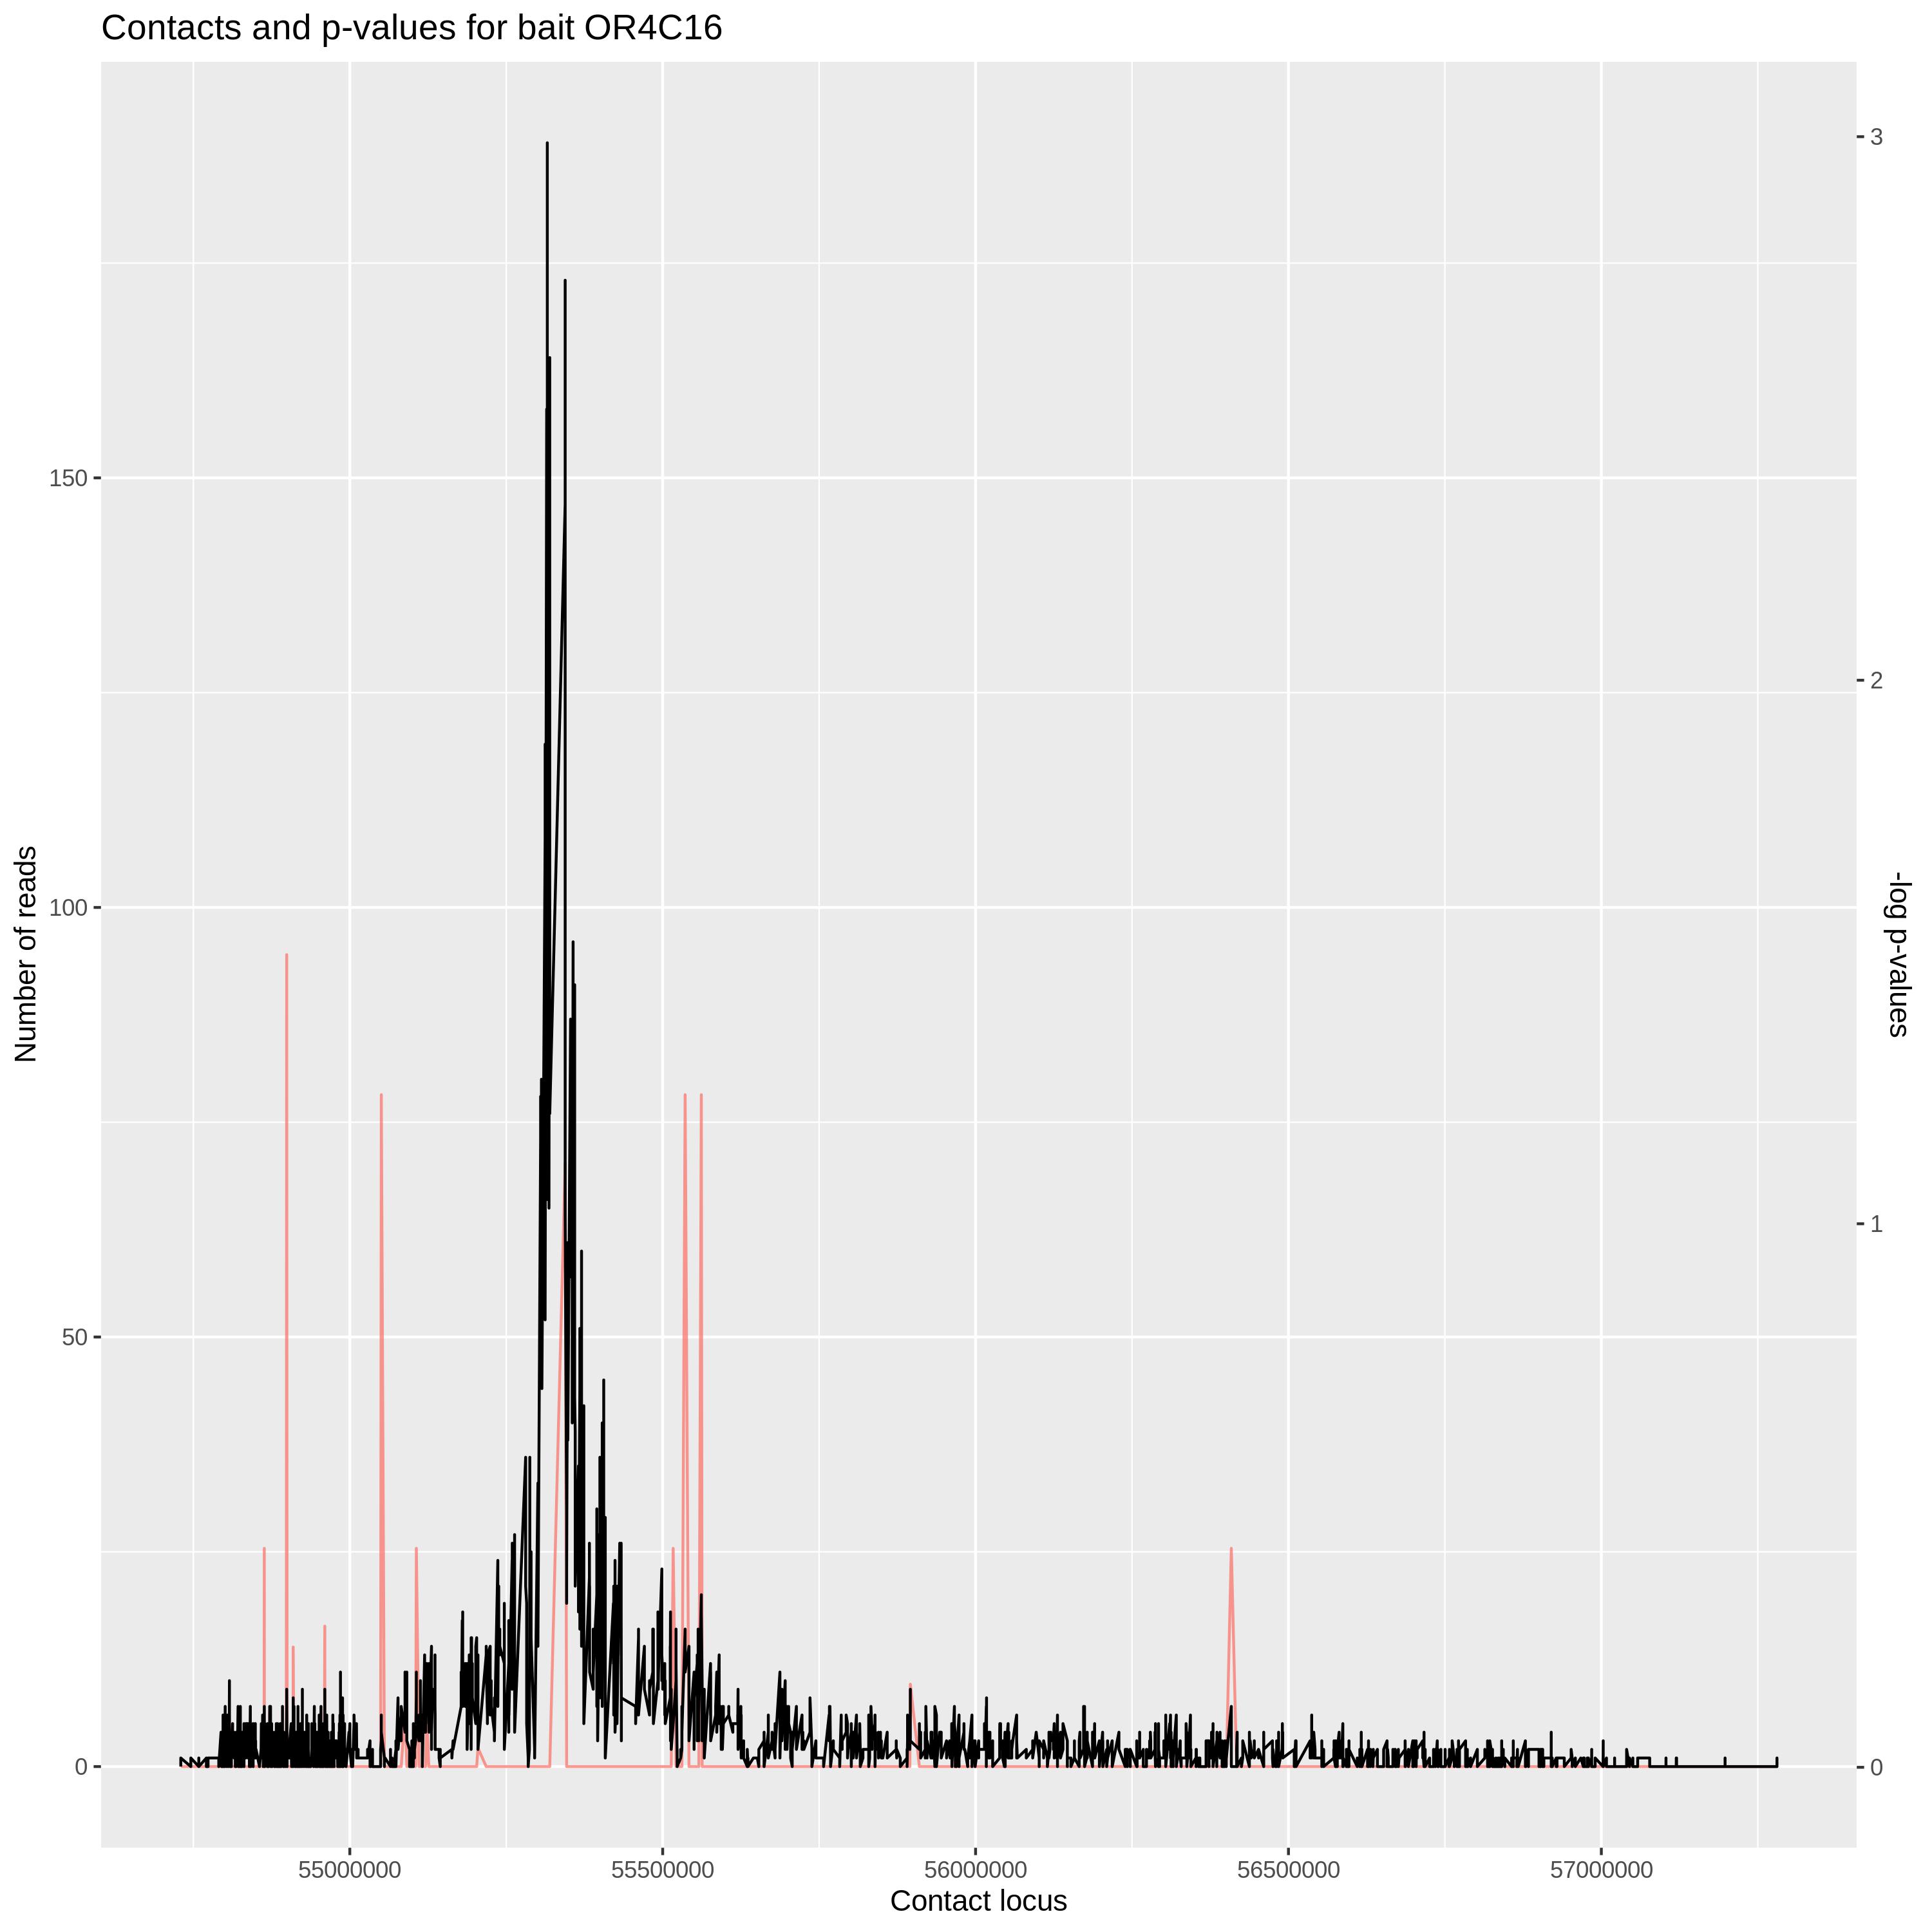 Contacts and p-values for bait OR4C16
Number of reads
150
100
50
0
3
2
1
0
-log p-values
55000000 55500000 56000000 56500000 57000000
Contact locus